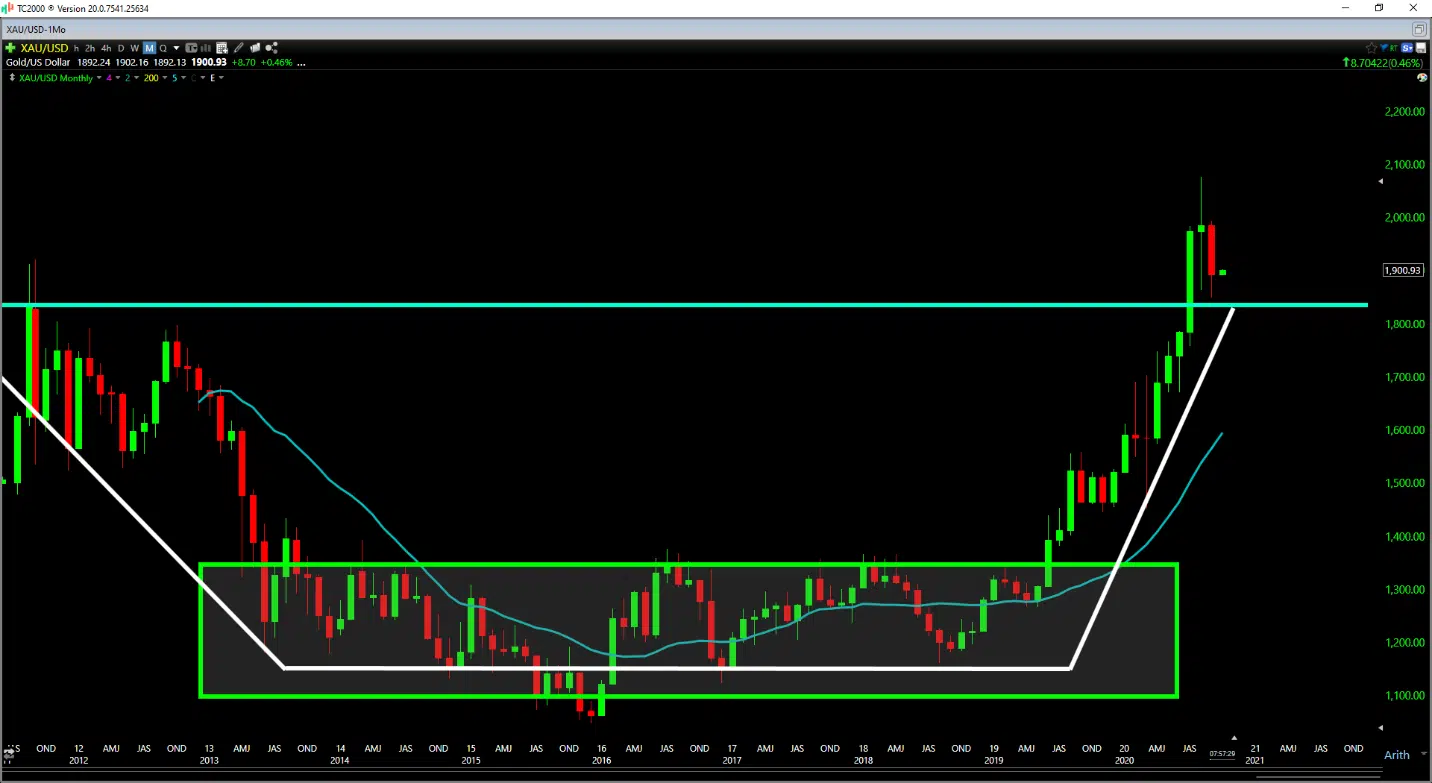 TC2000 ® Version 20.0.7541.25634
XAU/USD-1Mo
XAU/USD h 2h 4h D W M Q
RT
Gold/US Dollar 1892.24 1902.16 1892.13 1900.93 +8.70 +0.46% ...
8.70422(0.46%)
XAU/USD Monthly 4 2 200 5 C E
2,200.00
2,100.00
2,000.00
1,900.93
1,800.00
1,700.00
1,600.00
1,500.00
1,400.00
1,300.00
1,200.00
1,100.00
OND 12 AMJ JAS OND 13 AMJ JAS OND 14 AMJ JAS OND 15 AMJ JAS OND 16 AMJ JAS OND 17 AMJ JAS OND 18 AMJ JAS OND 19 AMJ JAS OND 20 AMJ JAS 21 AMJ JAS OND
2012 2013 2014 2015 2016 2017 2018 2019 2020 07:57:29 2021
Arith